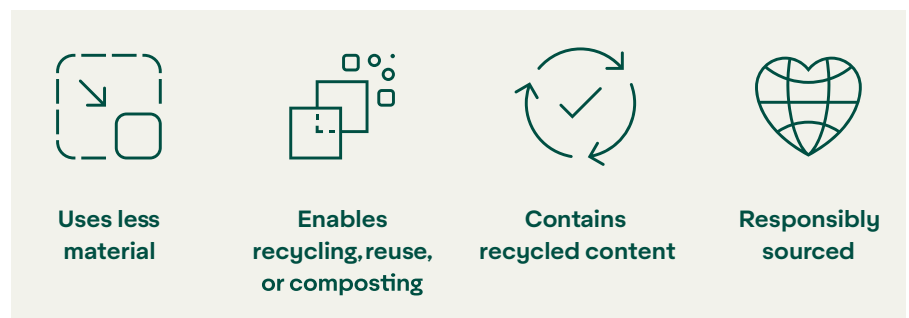 Uses less
material
Enables
recycling, reuse,
or composting
Contains
recycled content
Responsibly
sourced